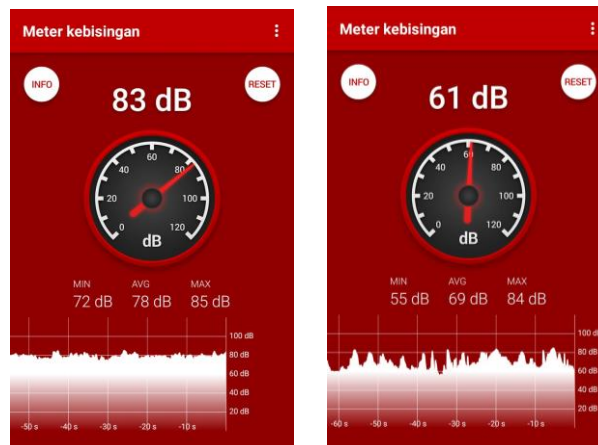 Meter kebisingan
INFO
RESET
83 dB
60
40
80
20
100
0
120
dB
MIN AVG MAX
72 dB 78 dB 85 dB
100 dB
80 dB
60 dB
40 dB
20 dB
-50 s -40 s -30 s -20 s -10 s
Meter kebisingan
INFO
RESET
61 dB
60
40
80
20
100
0
120
dB
MIN AVG MAX
55 dB 69 dB 84 dB
100 dB
80 dB
60 dB
40 dB
20 dB
-60 s -50 s -40 s -30 s -20 s -10 s